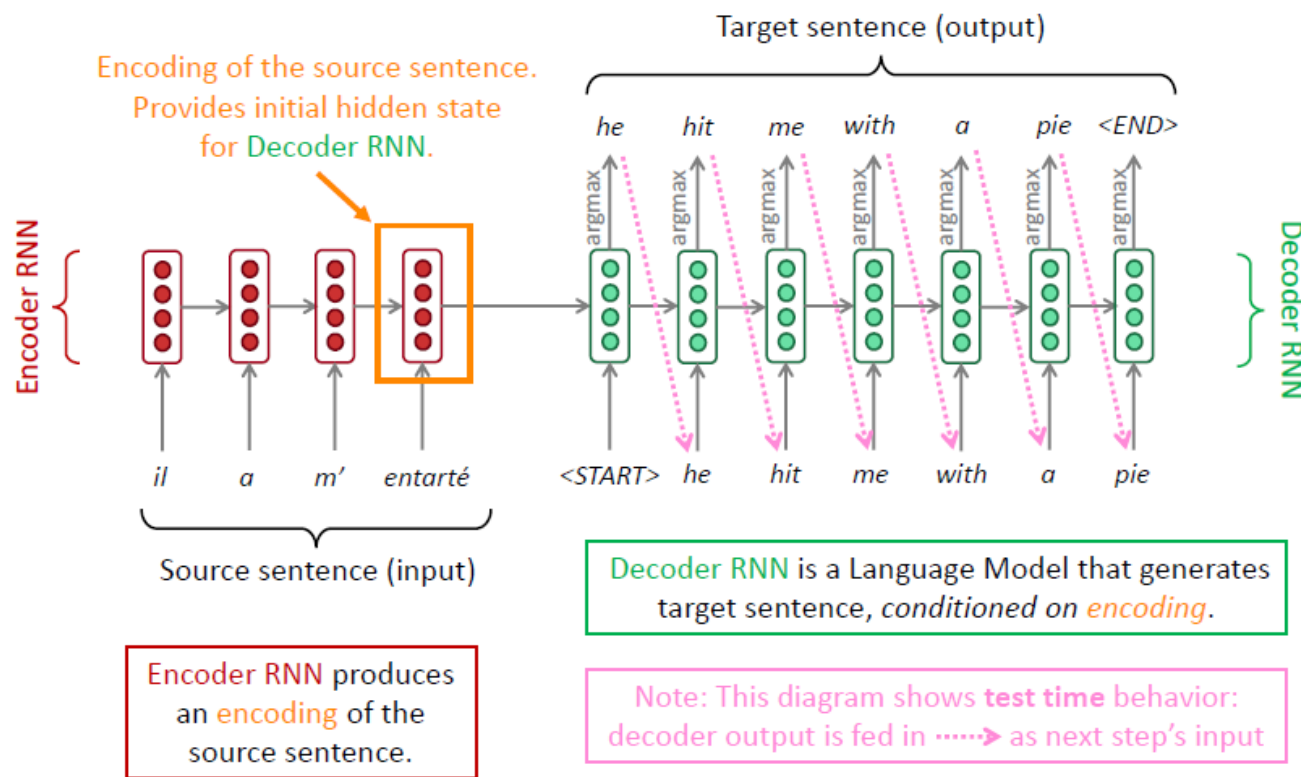 Target sentence (output)
Encoding of the source sentence.
Provides initial hidden state
for Decoder RNN.
he hit me with a pie <END>
argmax argmax argmax argmax argmax argmax argmax
Encoder RNN
Decoder RNN
il a m' entarté
<START> he hit me with a pie
Source sentence (input)
Decoder RNN is a Language Model that generates
target sentence, conditioned on encoding.
Encoder RNN produces
an encoding of the
source sentence.
Note: This diagram shows test time behavior:
decoder output is fed in as next step's input